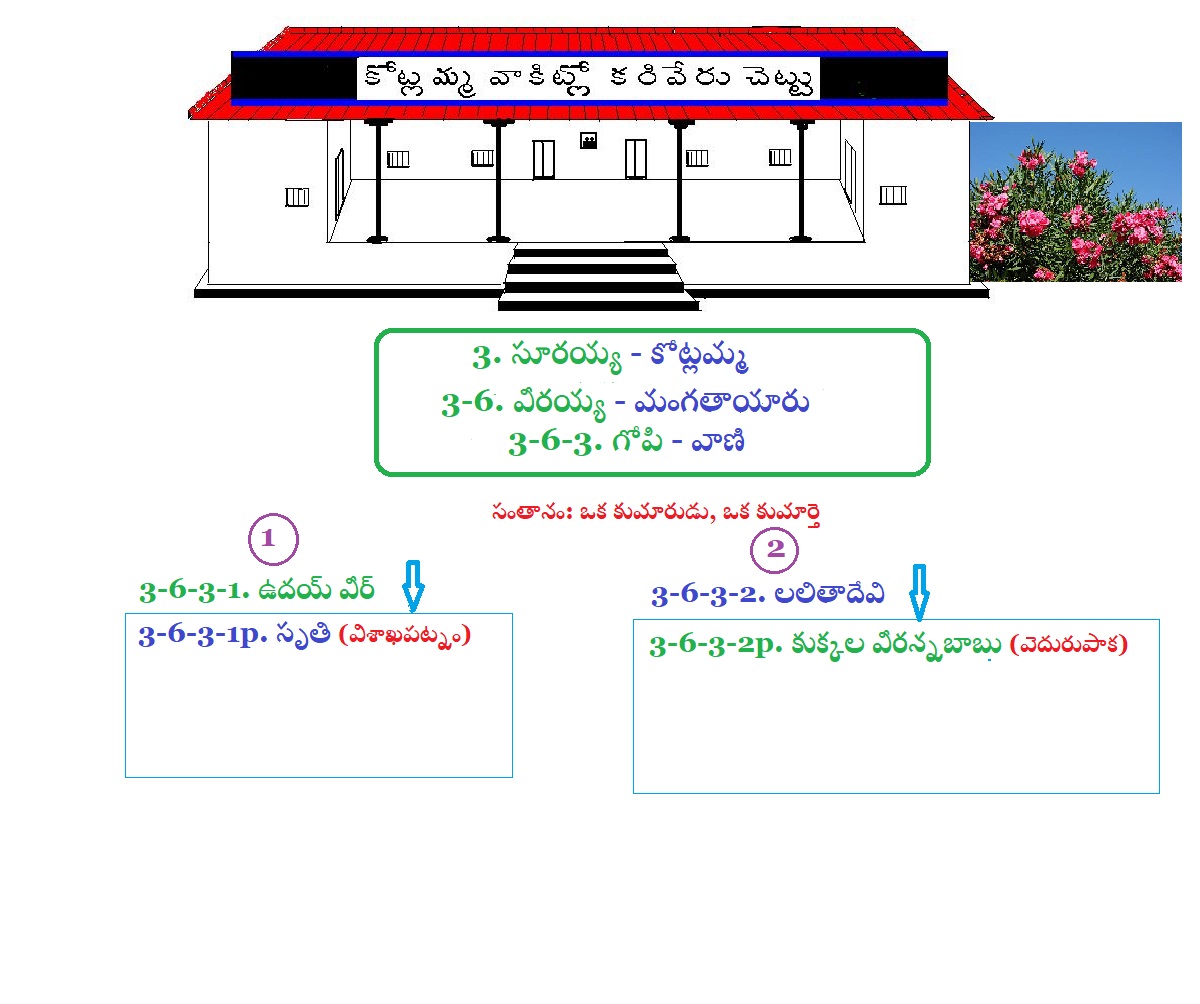 కోట్లమ్మ వాకిట్లో కరివేరు చెట్టు
3. సూరయ్య - కోట్లమ్మ
3-6. వీరయ్య - మంగతాయారు
3-6-3. గోపి - వాణి
సంతానం: ఒక కుమారుడు, ఒక కుమార్తె
1
2
3-6-3-1. ఉదయ్ వీర్
3-6-3-2. లలితాదేవి
3-6-3-1p. సృతి (విశాఖపట్నం)
3-6-3-2p. కుక్కల వీరన్నబాబు (వెదురుపాక)